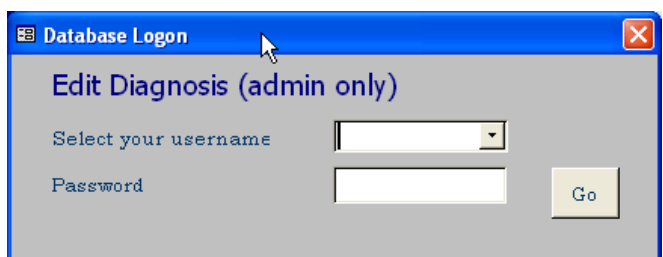 Database Logon
Edit Diagnosis (admin only)
Select your username
Password
Go